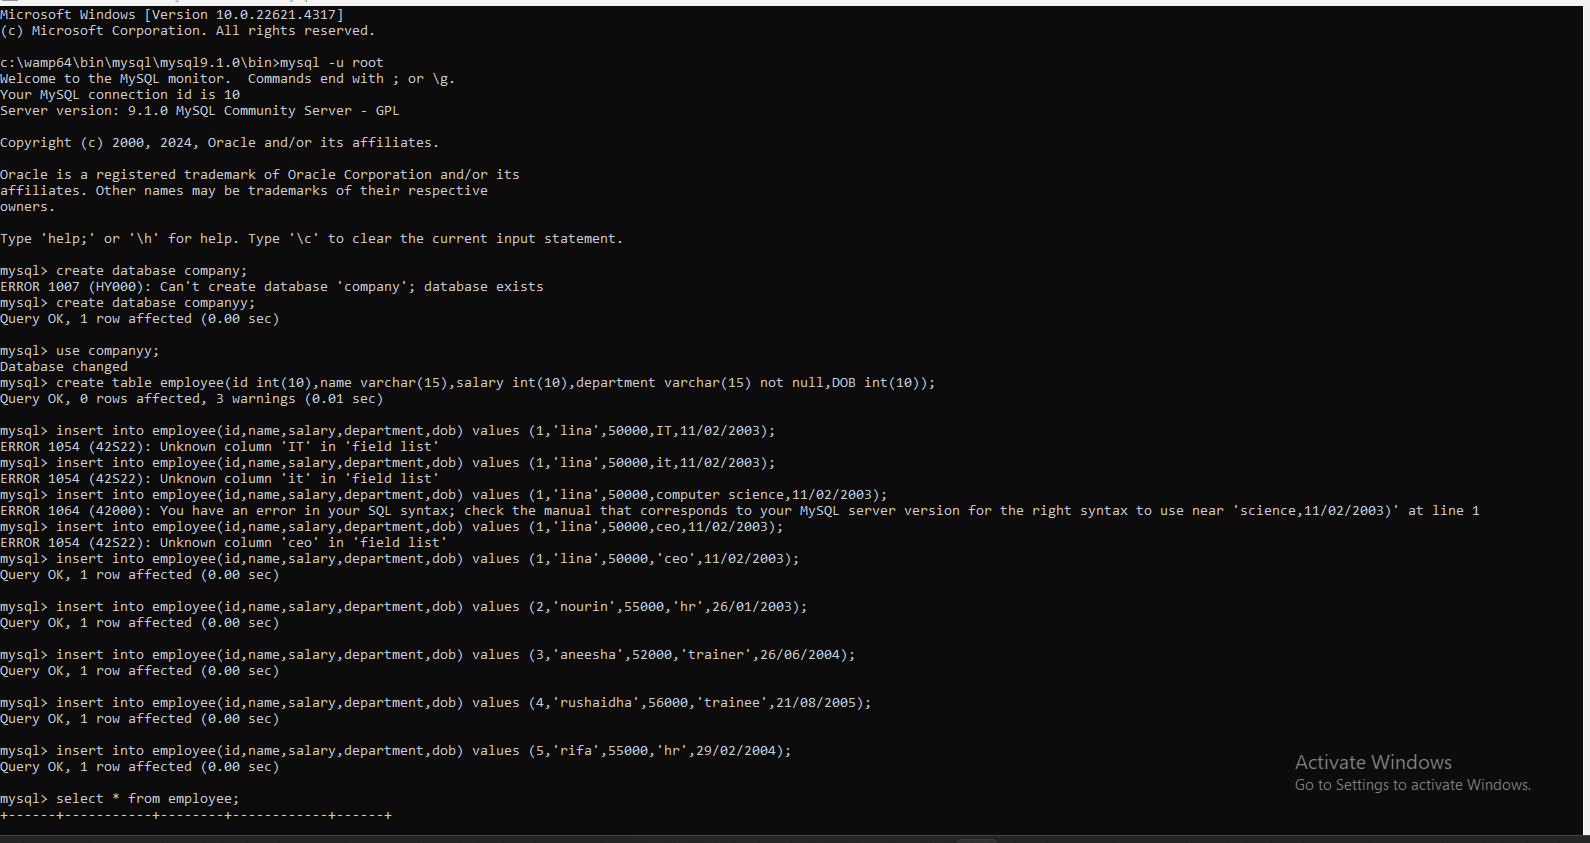 Microsoft Windows [Version 10.0.22621.4317]
(c) Microsoft Corporation. All rights reserved.
c:\wamp64\bin\mysql\mysql9.1.0\bin>mysql -u root
Welcome to the MySQL monitor.  Commands end with ; or \g.
Your MySQL connection id is 10
Server version: 9.1.0 MySQL Community Server - GPL
Copyright (c) 2000, 2024, Oracle and/or its affiliates.
Oracle is a registered trademark of Oracle Corporation and/or its
affiliates. Other names may be trademarks of their respective
owners.
Type 'help;' or '\h' for help. Type '\c' to clear the current input statement.
mysql> create database company;
ERROR 1007 (HY000): Can't create database 'company'; database exists
mysql> create database companyy;
Query OK, 1 row affected (0.00 sec)
mysql> use companyy;
Database changed
mysql> create table employee(id int(10),name varchar(15),salary int(10),department varchar(15) not null,DOB int(10));
Query OK, 0 rows affected, 3 warnings (0.01 sec)
mysql> insert into employee(id,name,salary,department,dob) values (1,'lina',50000,IT,11/02/2003);
ERROR 1054 (42S22): Unknown column 'IT' in 'field list'
mysql> insert into employee(id,name,salary,department,dob) values (1,'lina',50000,it,11/02/2003);
ERROR 1054 (42S22): Unknown column 'it' in 'field list'
mysql> insert into employee(id,name,salary,department,dob) values (1,'lina',50000,computer science,11/02/2003);
ERROR 1064 (42000): You have an error in your SQL syntax; check the manual that corresponds to your MySQL server version for the right syntax to use near 'science,11/02/2003)' at line 1
mysql> insert into employee(id,name,salary,department,dob) values (1,'lina',50000,ceo,11/02/2003);
ERROR 1054 (42S22): Unknown column 'ceo' in 'field list'
mysql> insert into employee(id,name,salary,department,dob) values (1,'lina',50000,'ceo',11/02/2003);
Query OK, 1 row affected (0.00 sec)
mysql> insert into employee(id,name,salary,department,dob) values (2,'nourin',55000,'hr',26/01/2003);
Query OK, 1 row affected (0.00 sec)
mysql> insert into employee(id,name,salary,department,dob) values (3,'aneesha',52000,'trainer',26/06/2004);
Query OK, 1 row affected (0.00 sec)
mysql> insert into employee(id,name,salary,department,dob) values (4,'rushaidha',56000,'trainee',21/08/2005);
Query OK, 1 row affected (0.00 sec)
mysql> insert into employee(id,name,salary,department,dob) values (5,'rifa',55000,'hr',29/02/2004);
Query OK, 1 row affected (0.00 sec)
mysql> select * from employee;
+------+-----------+--------+------------+------+
Activate Windows
Go to Settings to activate Windows.